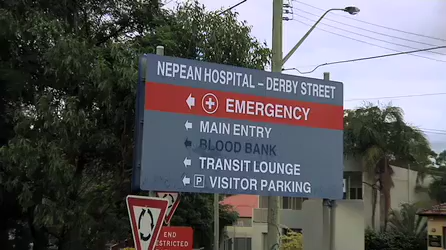 NEPEAN HOSPITAL – DERBY STREET
EMERGENCY
MAIN ENTRY
BLOOD BANK
TRANSIT LOUNGE
P VISITOR PARKING
END
RESTRICTED